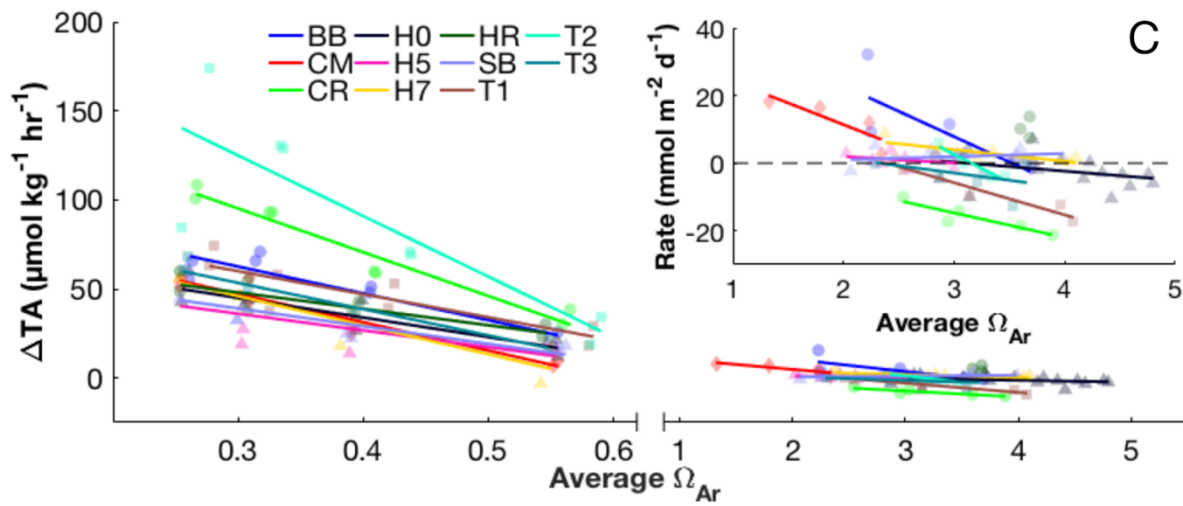 C
200
150
100
50
0
ΔTA (µmol kg⁻¹ hr⁻¹)
BB H0 HR T2
CM H5 SB T3
CR H7 T1
0.3 0.4 0.5 0.6
Average Ω_Ar
40
20
0
-20
Rate (mmol m⁻² d⁻¹)
1 2 3 4 5
Average Ω_Ar
1 2 3 4 5